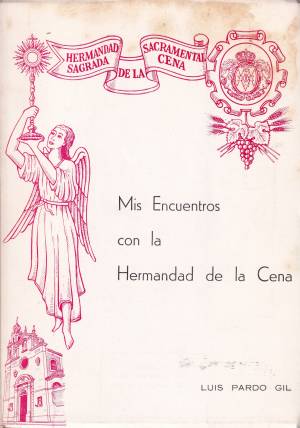 HERMANDAD SACRAMENTAL
SAGRADA DE LA CENA
Mis Encuentros
con la
Hermandad de la Cena
LUIS PARDO GIL